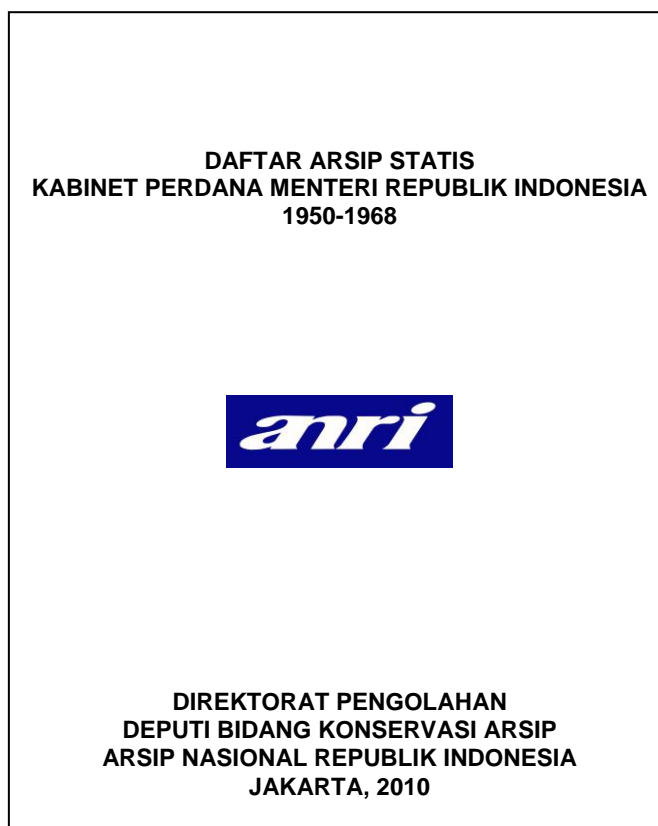 DAFTAR ARSIP STATIS
KABINET PERDANA MENTERI REPUBLIK INDONESIA
1950-1968
anri
DIREKTORAT PENGOLAHAN
DEPUTI BIDANG KONSERVASI ARSIP
ARSIP NASIONAL REPUBLIK INDONESIA
JAKARTA, 2010